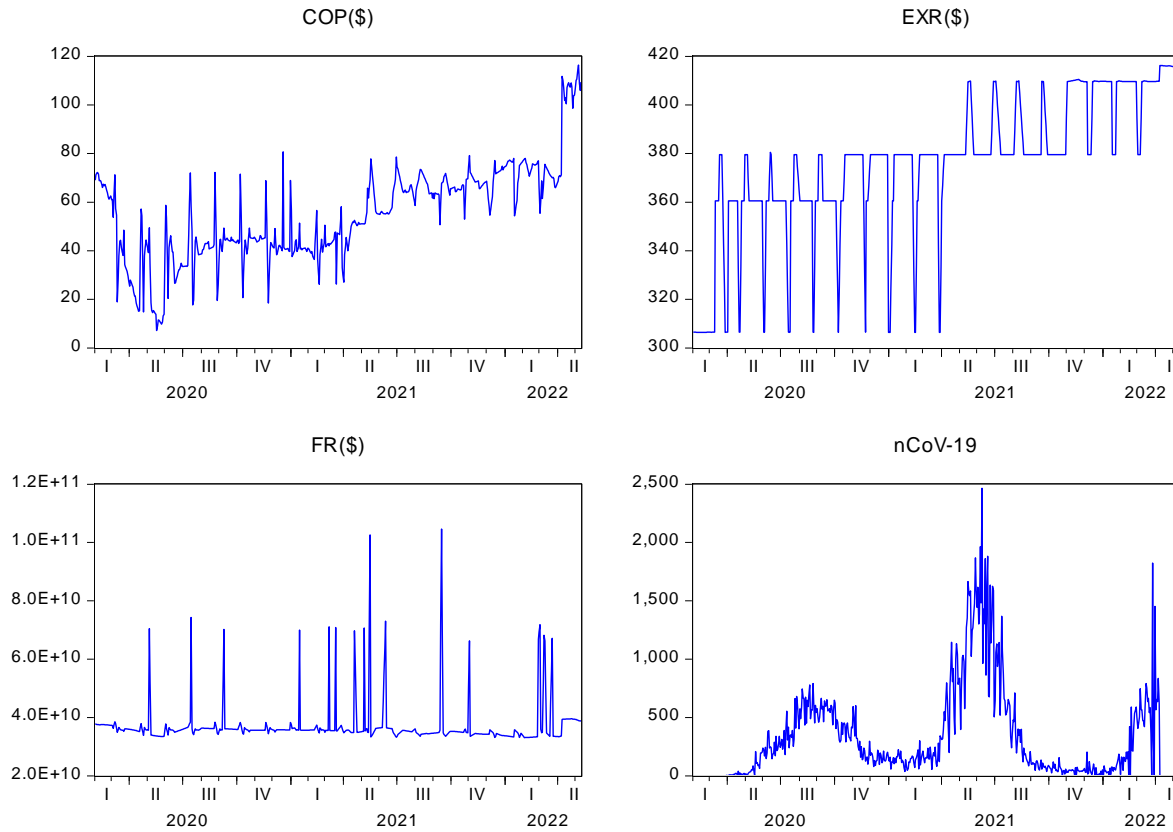 COP($)
120
100
80
60
40
20
0
I II III IV I II III IV I II
2020 2021 2022
EXR($)
420
400
380
360
340
320
300
I II III IV I II III IV I I
2020 2021 2022
FR($)
1.2E+11
1.0E+11
8.0E+10
6.0E+10
4.0E+10
2.0E+10
I II III IV I II III IV I II
2020 2021 2022
nCoV-19
2,500
2,000
1,500
1,000
500
0
I II III IV I II III IV I I
2020 2021 2022